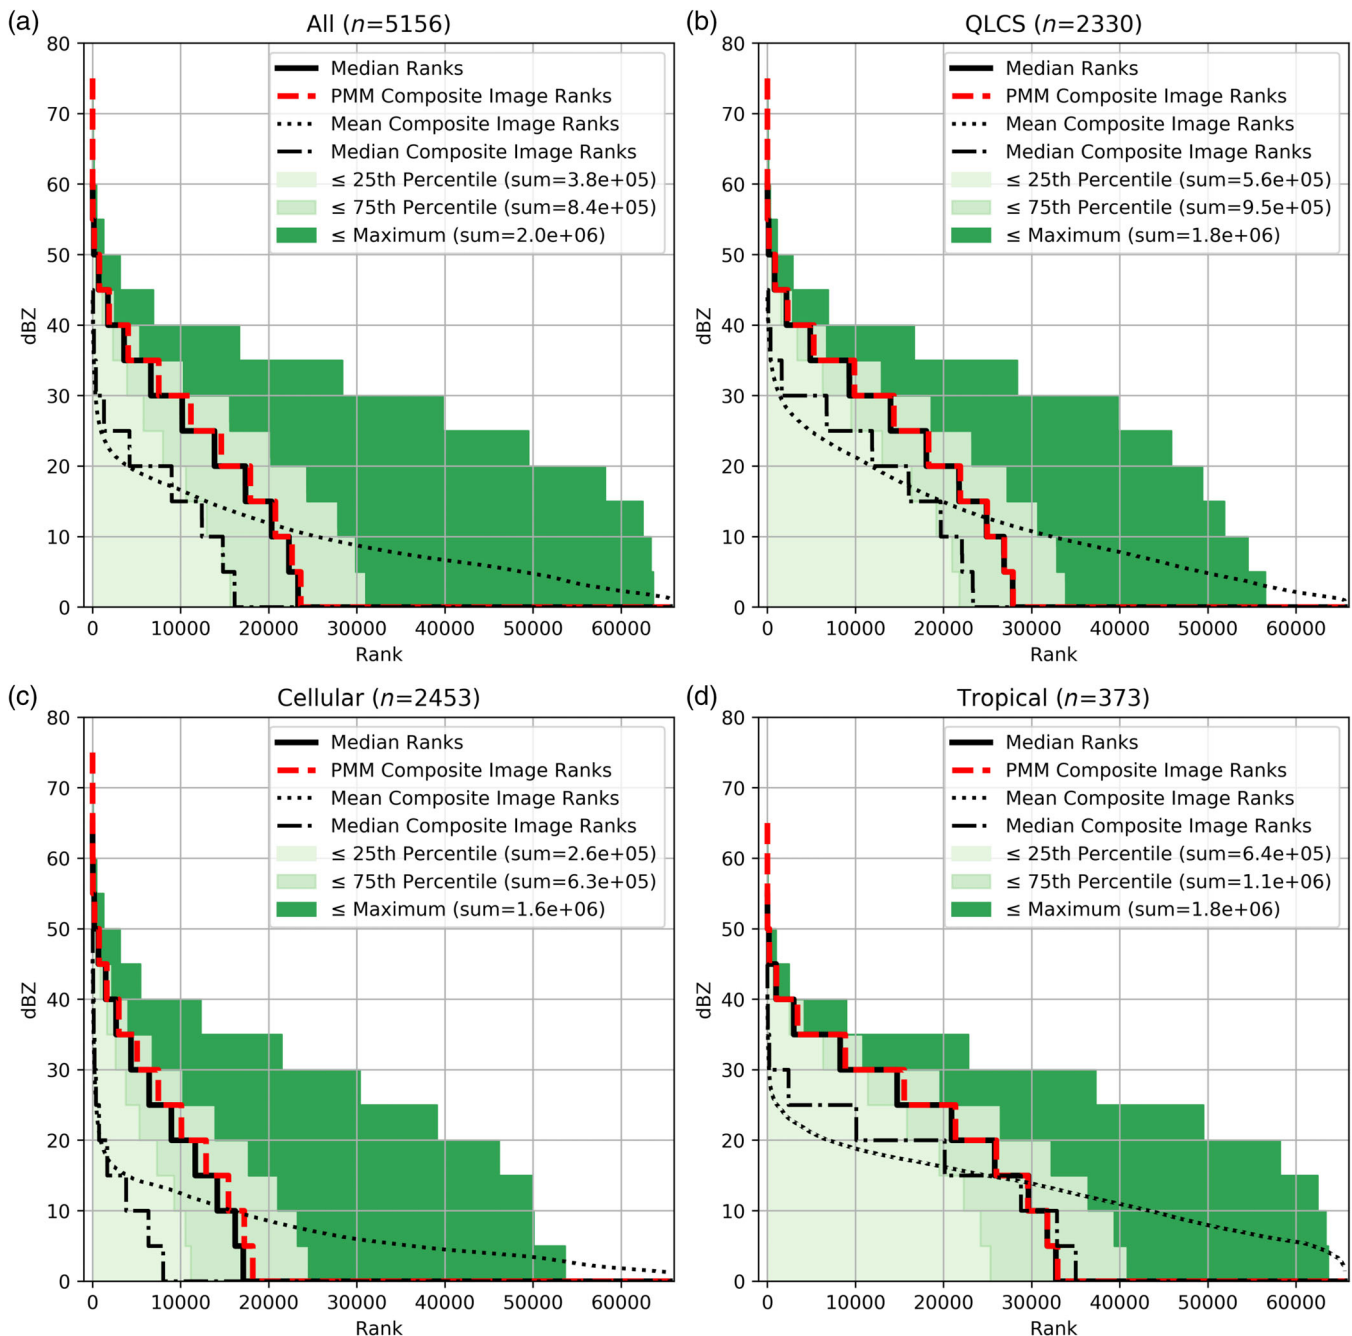 (a) All (n=5156)
80
70
60
50
40
30
20
10
0
dBZ
Median Ranks
PMM Composite Image Ranks
Mean Composite Image Ranks
Median Composite Image Ranks
≤ 25th Percentile (sum=3.8e+05)
≤ 75th Percentile (sum=8.4e+05)
≤ Maximum (sum=2.0e+06)
0 10000 20000 30000 40000 50000 60000
Rank
(b) QLCS (n=2330)
80
70
60
50
40
30
20
10
0
dBZ
Median Ranks
PMM Composite Image Ranks
Mean Composite Image Ranks
Median Composite Image Ranks
≤ 25th Percentile (sum=5.6e+05)
≤ 75th Percentile (sum=9.5e+05)
≤ Maximum (sum=1.8e+06)
0 10000 20000 30000 40000 50000 60000
Rank
(c) Cellular (n=2453)
80
70
60
50
40
30
20
10
0
dBZ
Median Ranks
PMM Composite Image Ranks
Mean Composite Image Ranks
Median Composite Image Ranks
≤ 25th Percentile (sum=2.6e+05)
≤ 75th Percentile (sum=6.3e+05)
≤ Maximum (sum=1.6e+06)
0 10000 20000 30000 40000 50000 60000
Rank
(d) Tropical (n=373)
80
70
60
50
40
30
20
10
0
dBZ
Median Ranks
PMM Composite Image Ranks
Mean Composite Image Ranks
Median Composite Image Ranks
≤ 25th Percentile (sum=6.4e+05)
≤ 75th Percentile (sum=1.1e+06)
≤ Maximum (sum=1.8e+06)
0 10000 20000 30000 40000 50000 60000
Rank